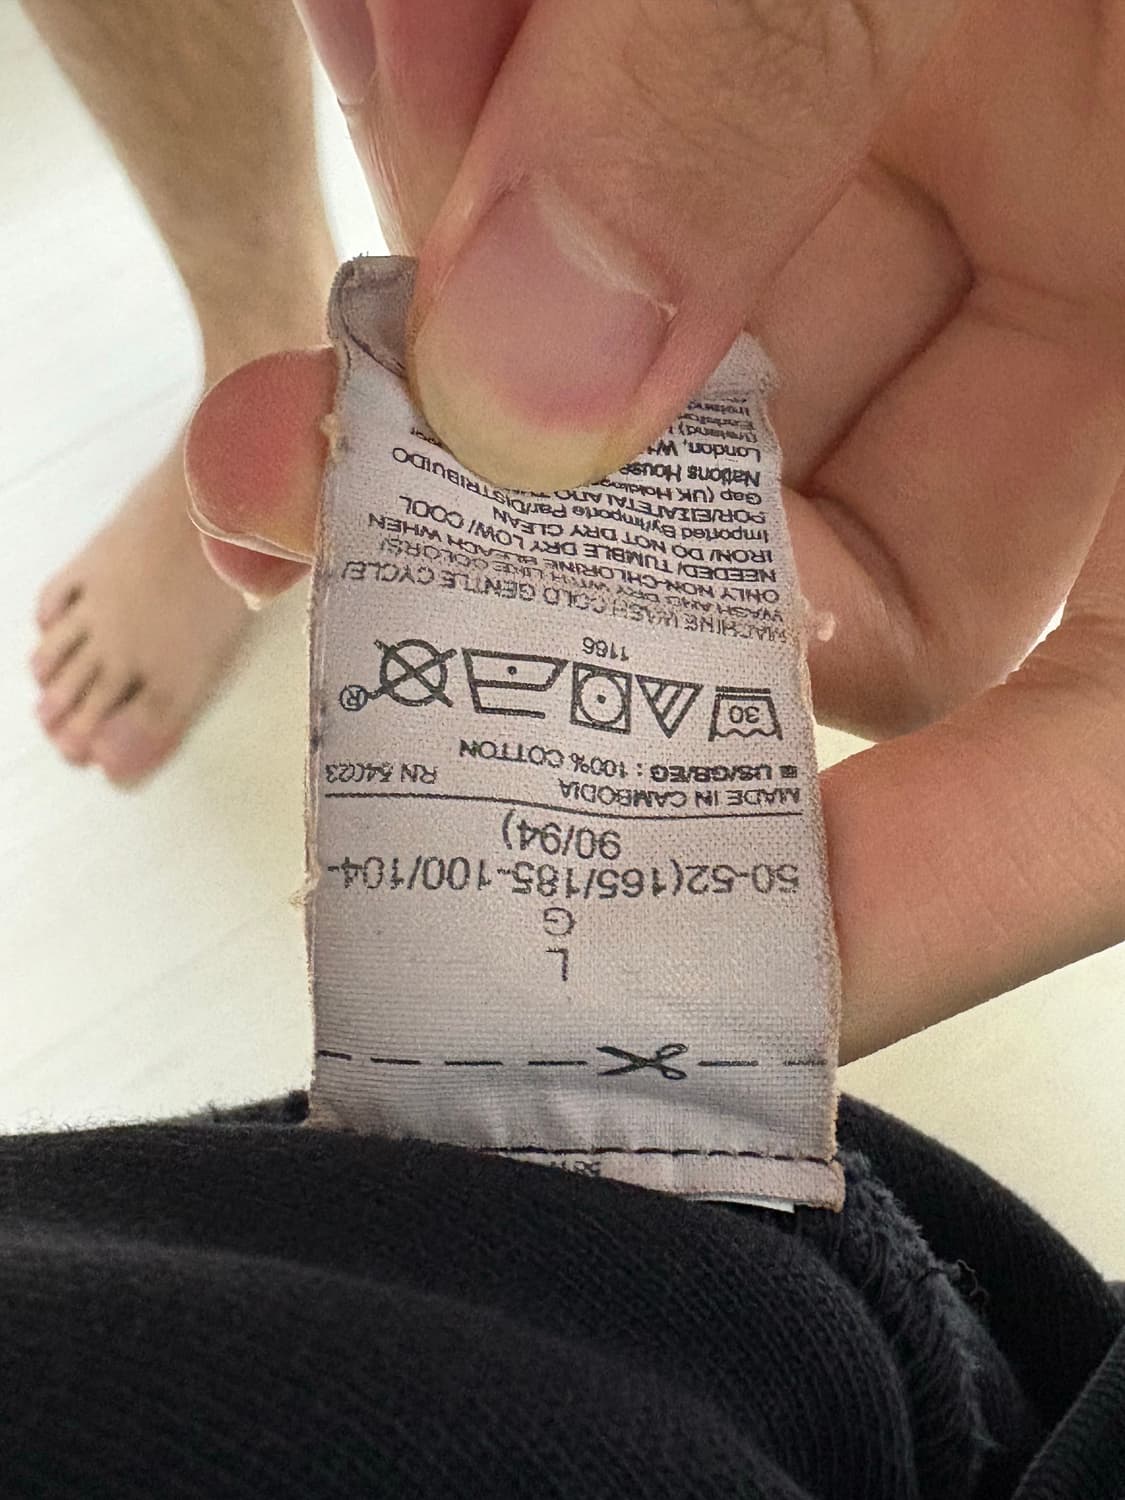 L
G
50-52(165/185-100/104-
90/94)
MADE IN CAMBODIA RN 54023
US/GB/EG : 100% COTTON
30
®
1166
MACHINE WASH COLD GENTLE CYCLE/
WASH AND DRY WITH LIKE COLORS/
ONLY NON-CHLORINE BLEACH WHEN
NEEDED/ TUMBLE DRY LOW/ COOL
IRON/ DO NOT DRY CLEAN
Imported By/Importe Par/DISTRIBUIDO
Gap (UK Holdings
Nations House
London, W1
(Ireland)
Ireland